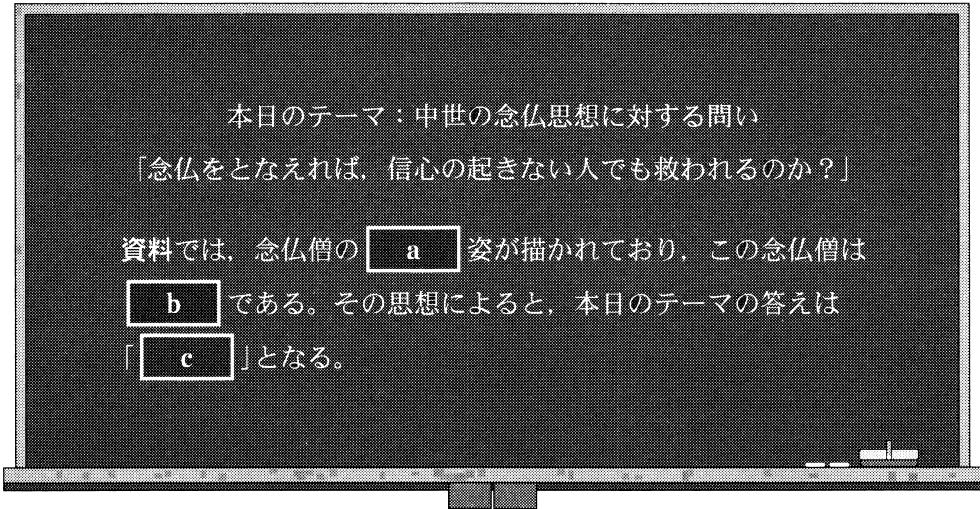 本日のテーマ：中世の念仏思想に対する問い
「念仏をとなえれば，信心の起きない人でも救われるのか？」
資料では，念仏僧の a 姿が描かれており，この念仏僧は
b である。その思想によると，本日のテーマの答えは
「 c 」となる。